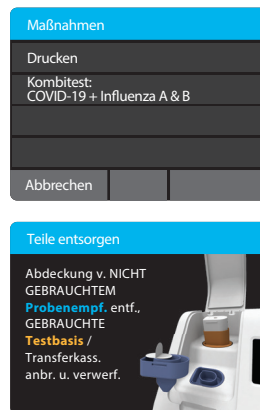 Maßnahmen
Drucken
Kombitest:
COVID-19 + Influenza A & B
Abbrechen
Teile entsorgen
Abdeckung v. NICHT
GEBRAUCHTEM
Probenempf. entf.,
GEBRAUCHTE
Testbasis /
Transferkass.
anbr. u. verwerf.